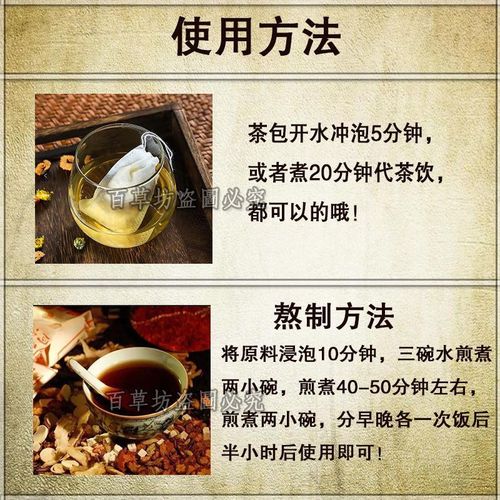 使用方法
茶包开水冲泡5分钟，
或者煮20分钟代茶饮，
都可以的哦！
百草坊盗圖必究
熬制方法
将原料浸泡10分钟，三碗水煎煮
两小碗，煎煮40-50分钟左右，
煎煮两小碗，分早晚各一次饭后
半小时后使用即可！
百草坊盗圖必究